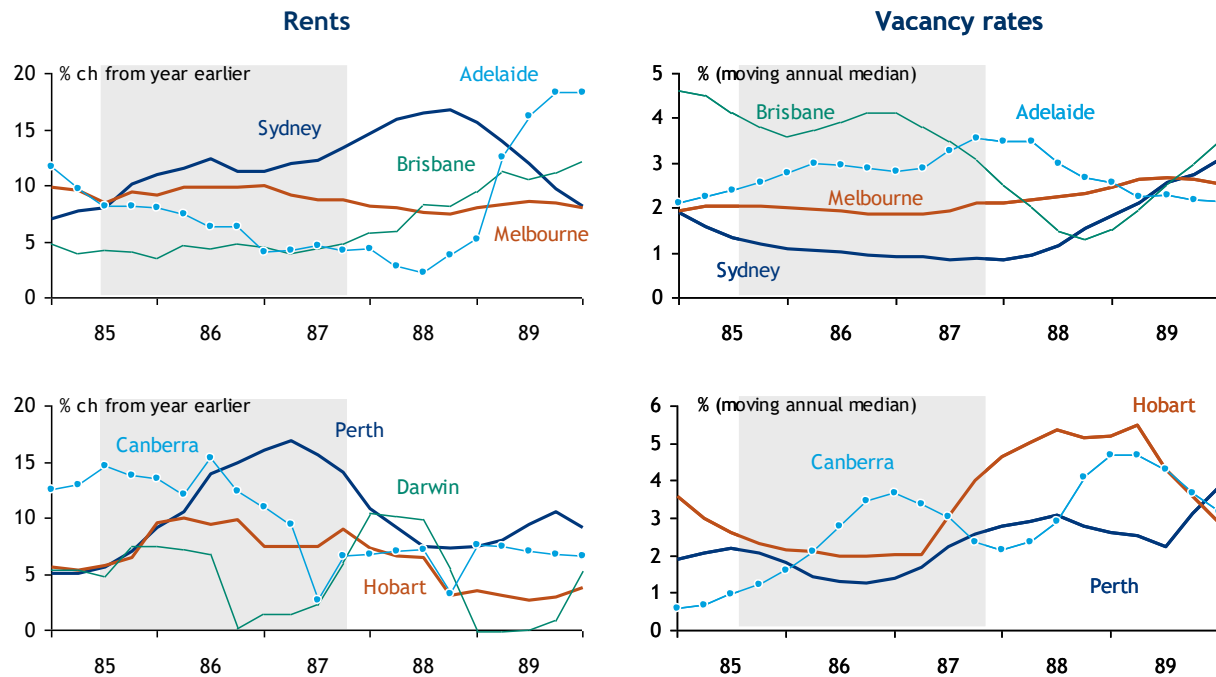 Rents
Vacancy rates
20
% ch from year earlier
Adelaide
15
Sydney
Brisbane
10
5
Melbourne
0
85 86 87 88 89
5
% (moving annual median)
Brisbane
Adelaide
4
3
Melbourne
2
1
Sydney
0
85 86 87 88 89
20
% ch from year earlier
Perth
Canberra
15
Darwin
10
5
Hobart
0
85 86 87 88 89
6
% (moving annual median)
Hobart
5
Canberra
4
3
2
1
Perth
0
85 86 87 88 89